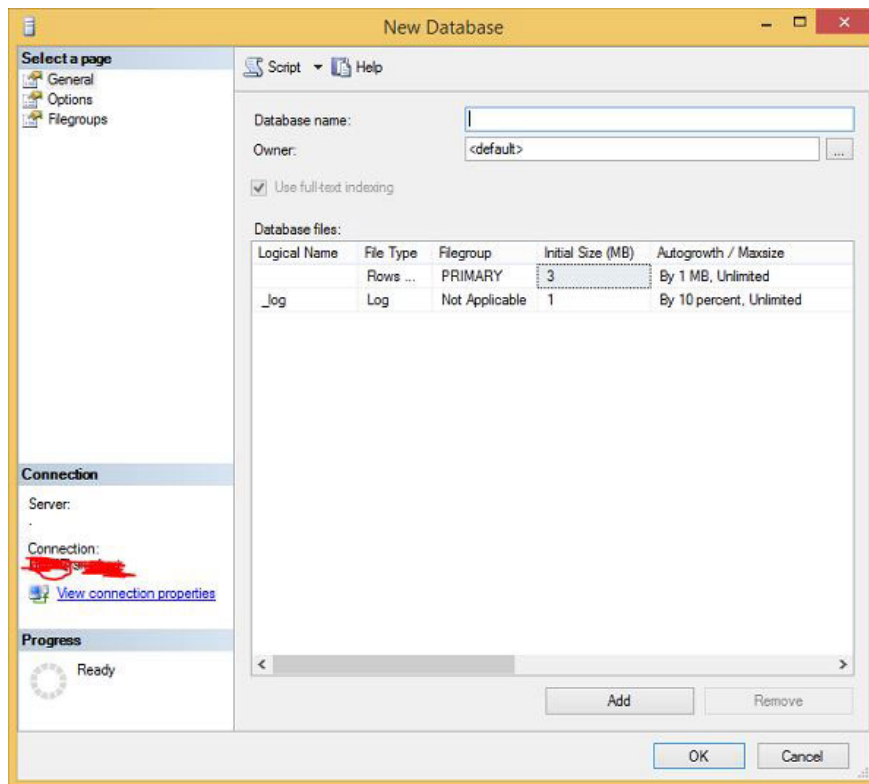 New Database
Select a page
General
Options
Filegroups
Script Help
Database name:
Owner: <default> ...
Use full-text indexing
Database files:
Logical Name File Type Filegroup Initial Size (MB) Autogrowth / Maxsize
Rows ... PRIMARY 3 By 1 MB, Unlimited
_log Log Not Applicable 1 By 10 percent, Unlimited
Connection
Server:
.
Connection:
View connection properties
Progress
Ready
Add Remove
OK Cancel